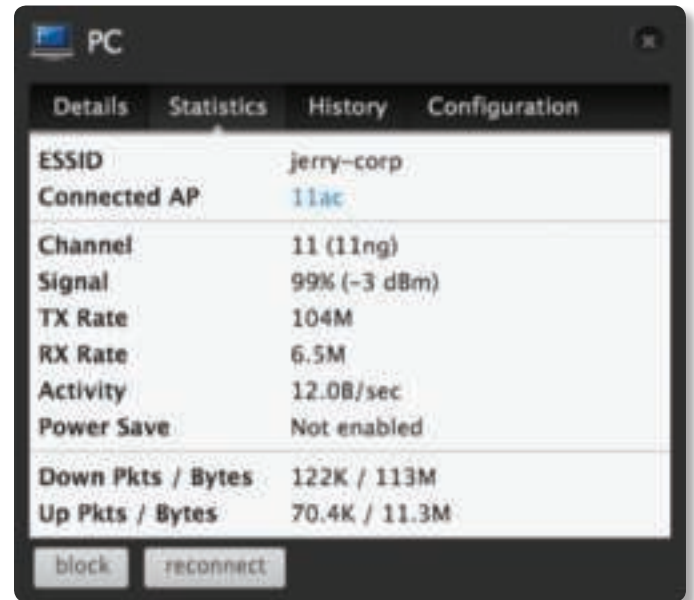 PC
Details Statistics History Configuration
ESSID jerry-corp
Connected AP 11ac
Channel 11 (11ng)
Signal 99% (-3 dBm)
TX Rate 104M
RX Rate 6.5M
Activity 12.0B/sec
Power Save Not enabled
Down Pkts / Bytes 122K / 113M
Up Pkts / Bytes 70.4K / 11.3M
block reconnect